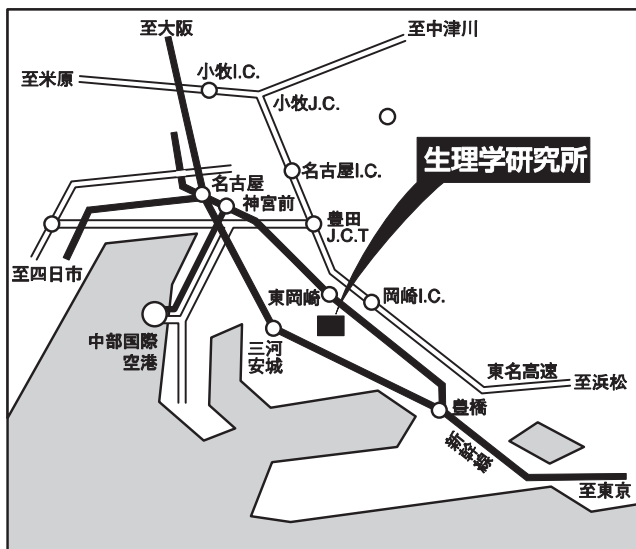 至大阪
至中津川
小牧I.C.
至米原
小牧J.C.
生理学研究所
名古屋I.C.
名古屋
神宮前
豊田
J.C.T
至四日市
東岡崎
岡崎I.C.
中部国際
空港
三河
安城
東名高速
至浜松
豊橋
新幹線
至東京